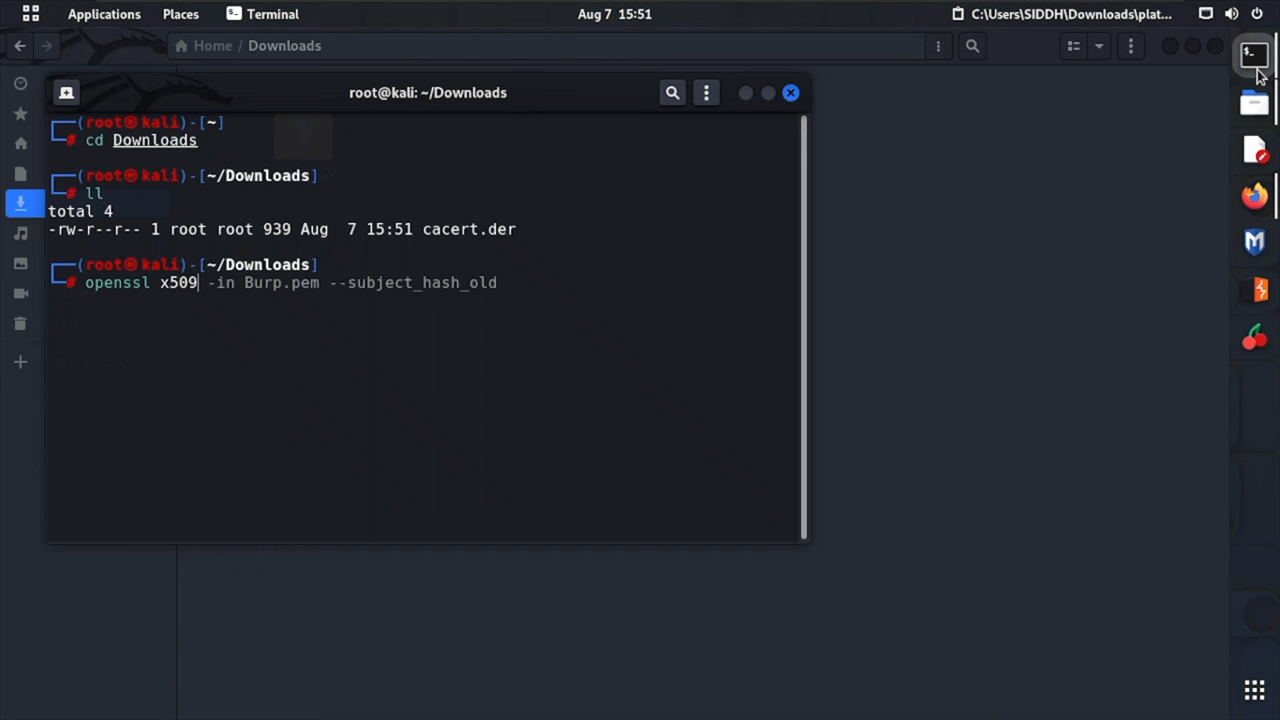 Applications Places Terminal Aug 7 15:51 C:\Users\SIDDH\Downloads\plat...
Home / Downloads
root@kali: ~/Downloads
(root㉿kali)-[~]
# cd Downloads
(root㉿kali)-[~/Downloads]
# ll
total 4
-rw-r--r-- 1 root root 939 Aug  7 15:51 cacert.der
(root㉿kali)-[~/Downloads]
# openssl x509 -in Burp.pem --subject_hash_old